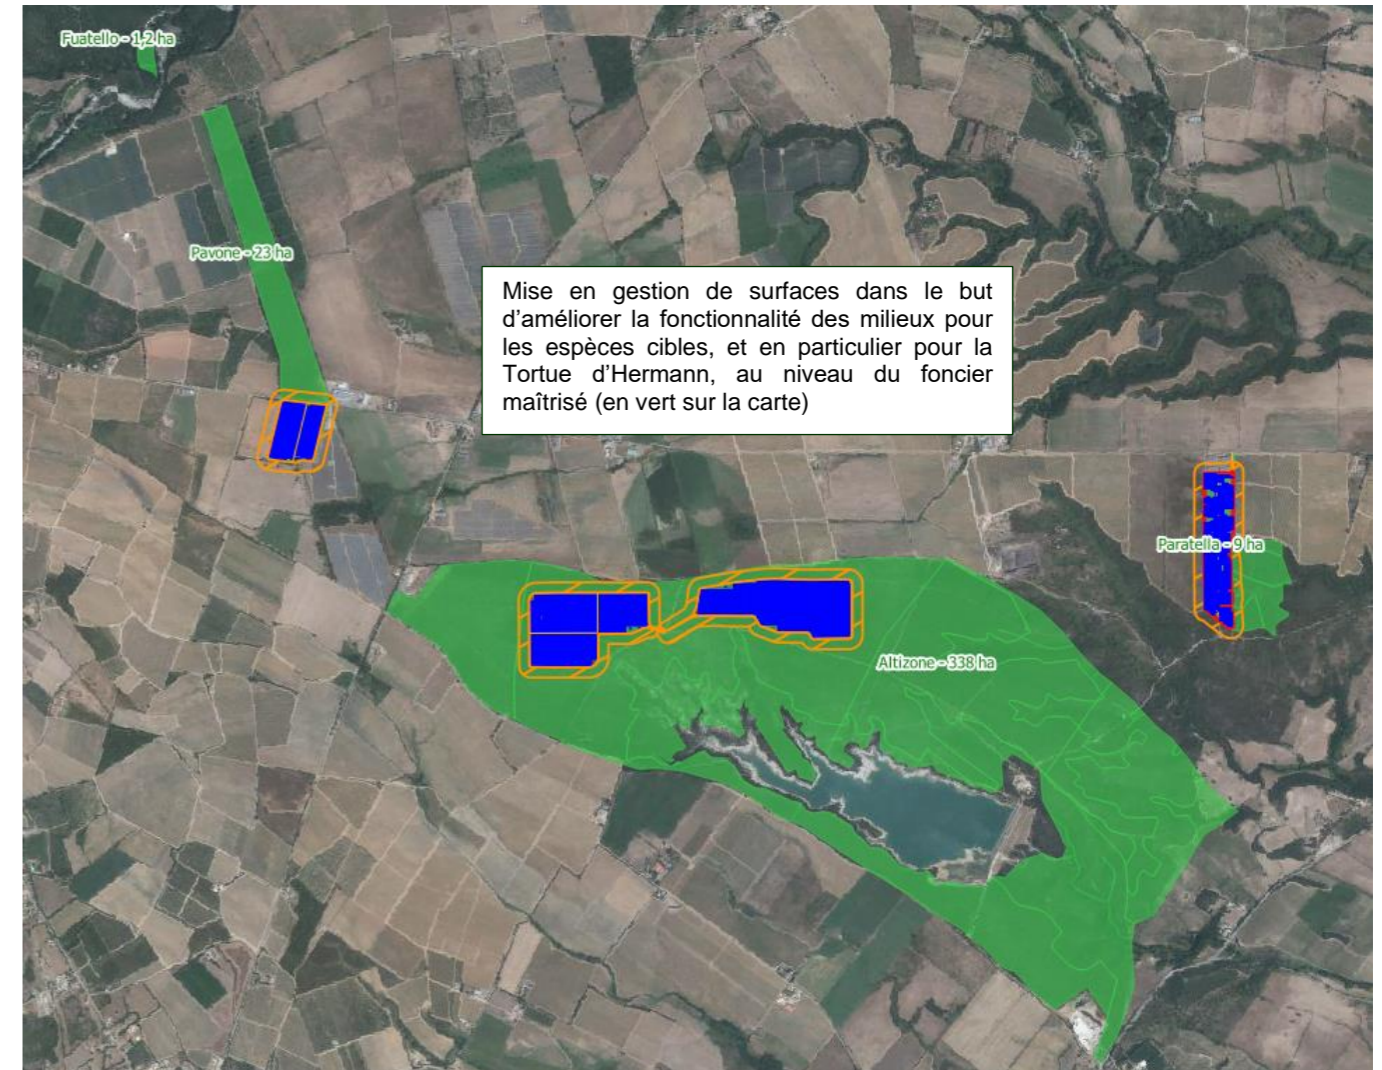 Fuatello - 1,2 ha
Pavone - 23 ha
Mise en gestion de surfaces dans le but
d’améliorer la fonctionnalité des milieux pour
les espèces cibles, et en particulier pour la
Tortue d’Hermann, au niveau du foncier
maîtrisé (en vert sur la carte)
Paratella - 9 ha
Altizone - 338 ha